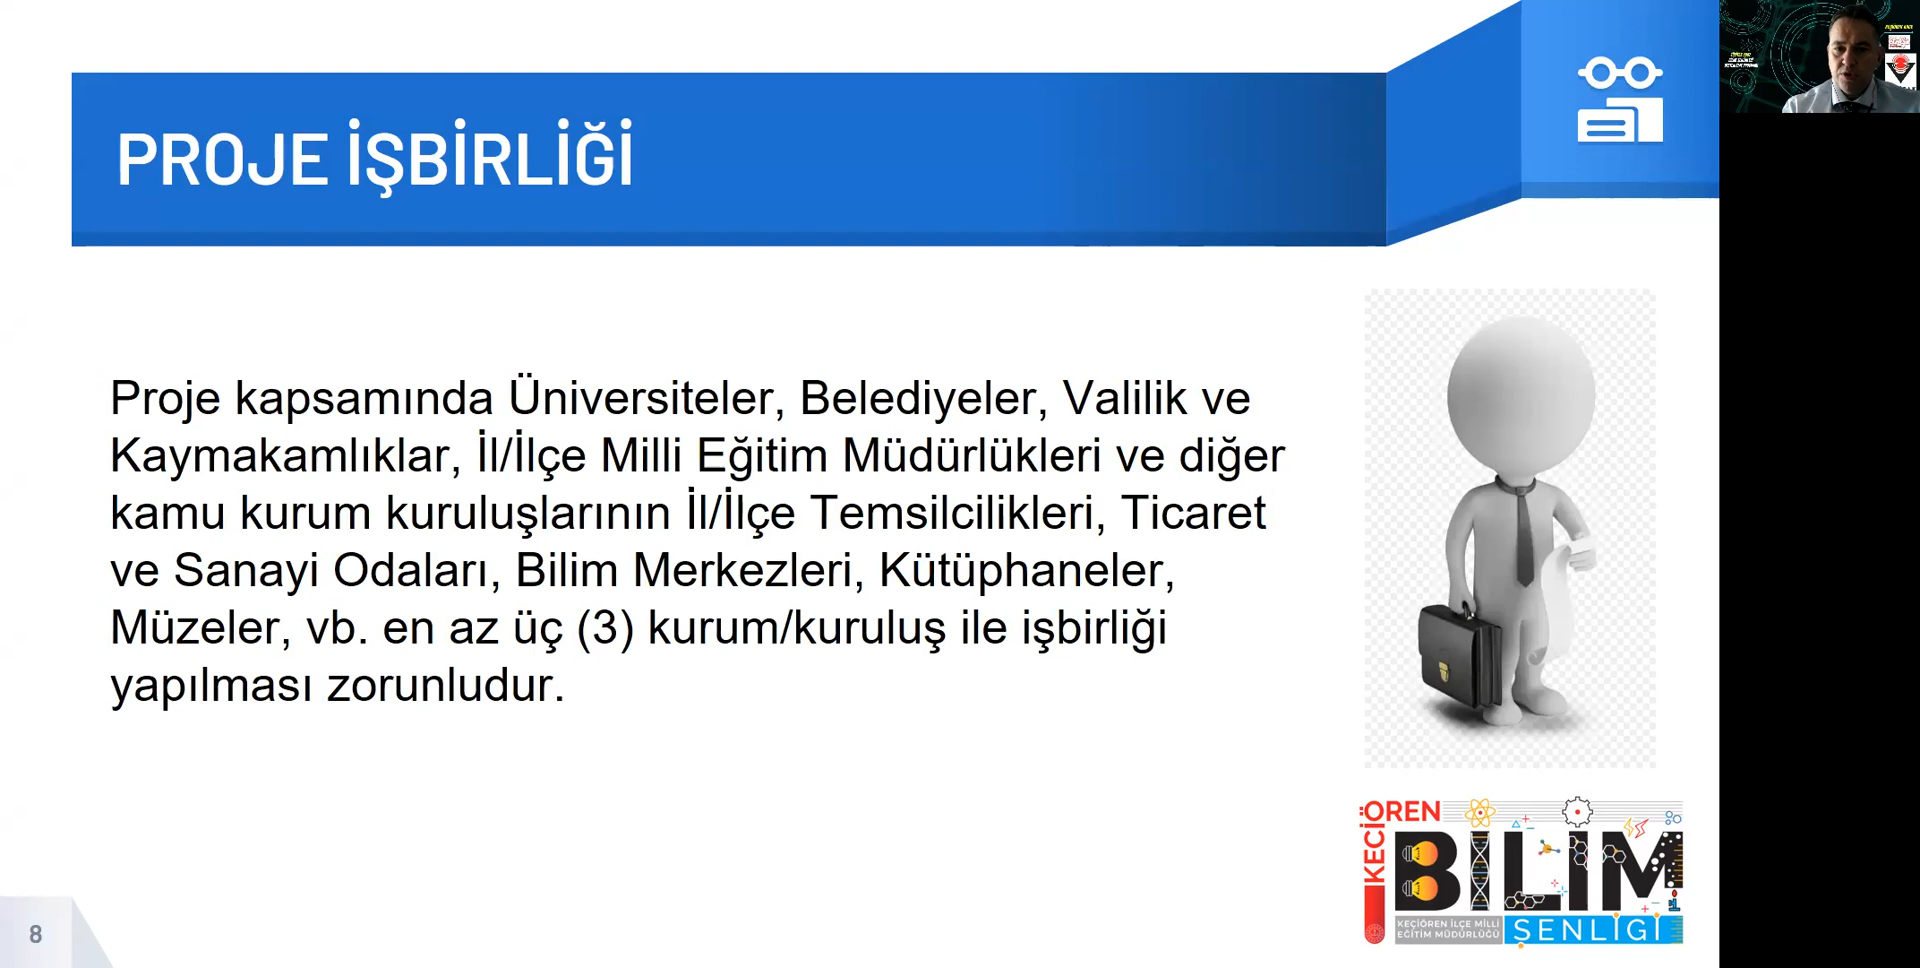 PROJE İŞBİRLİĞİ
Proje kapsamında Üniversiteler, Belediyeler, Valilik ve
Kaymakamlıklar, İl/İlçe Milli Eğitim Müdürlükleri ve diğer
kamu kurum kuruluşlarının İl/İlçe Temsilcilikleri, Ticaret
ve Sanayi Odaları, Bilim Merkezleri, Kütüphaneler,
Müzeler, vb. en az üç (3) kurum/kuruluş ile işbirliği
yapılması zorunludur.
KEÇİÖREN
BİLİM
KEÇİÖREN İLÇE MİLLİ
EĞİTİM MÜDÜRLÜĞÜ
ŞENLİĞİ
8